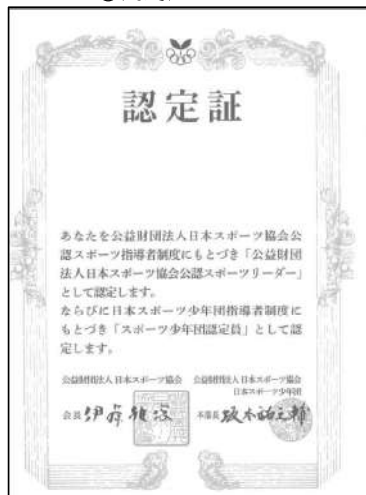 認定証
あなたを公益財団法人日本スポーツ協会公
認スポーツ指導者制度にもとづき「公益財団
法人日本スポーツ協会公認スポーツリーダー」
として認定します。
ならびに日本スポーツ少年団指導者制度に
もとづき「スポーツ少年団認定員」として認
定します。
公益財団法人 日本スポーツ協会
会長 伊藤雅俊
公益財団法人 日本スポーツ協会
日本スポーツ少年団
本部長 坂本祐之輔